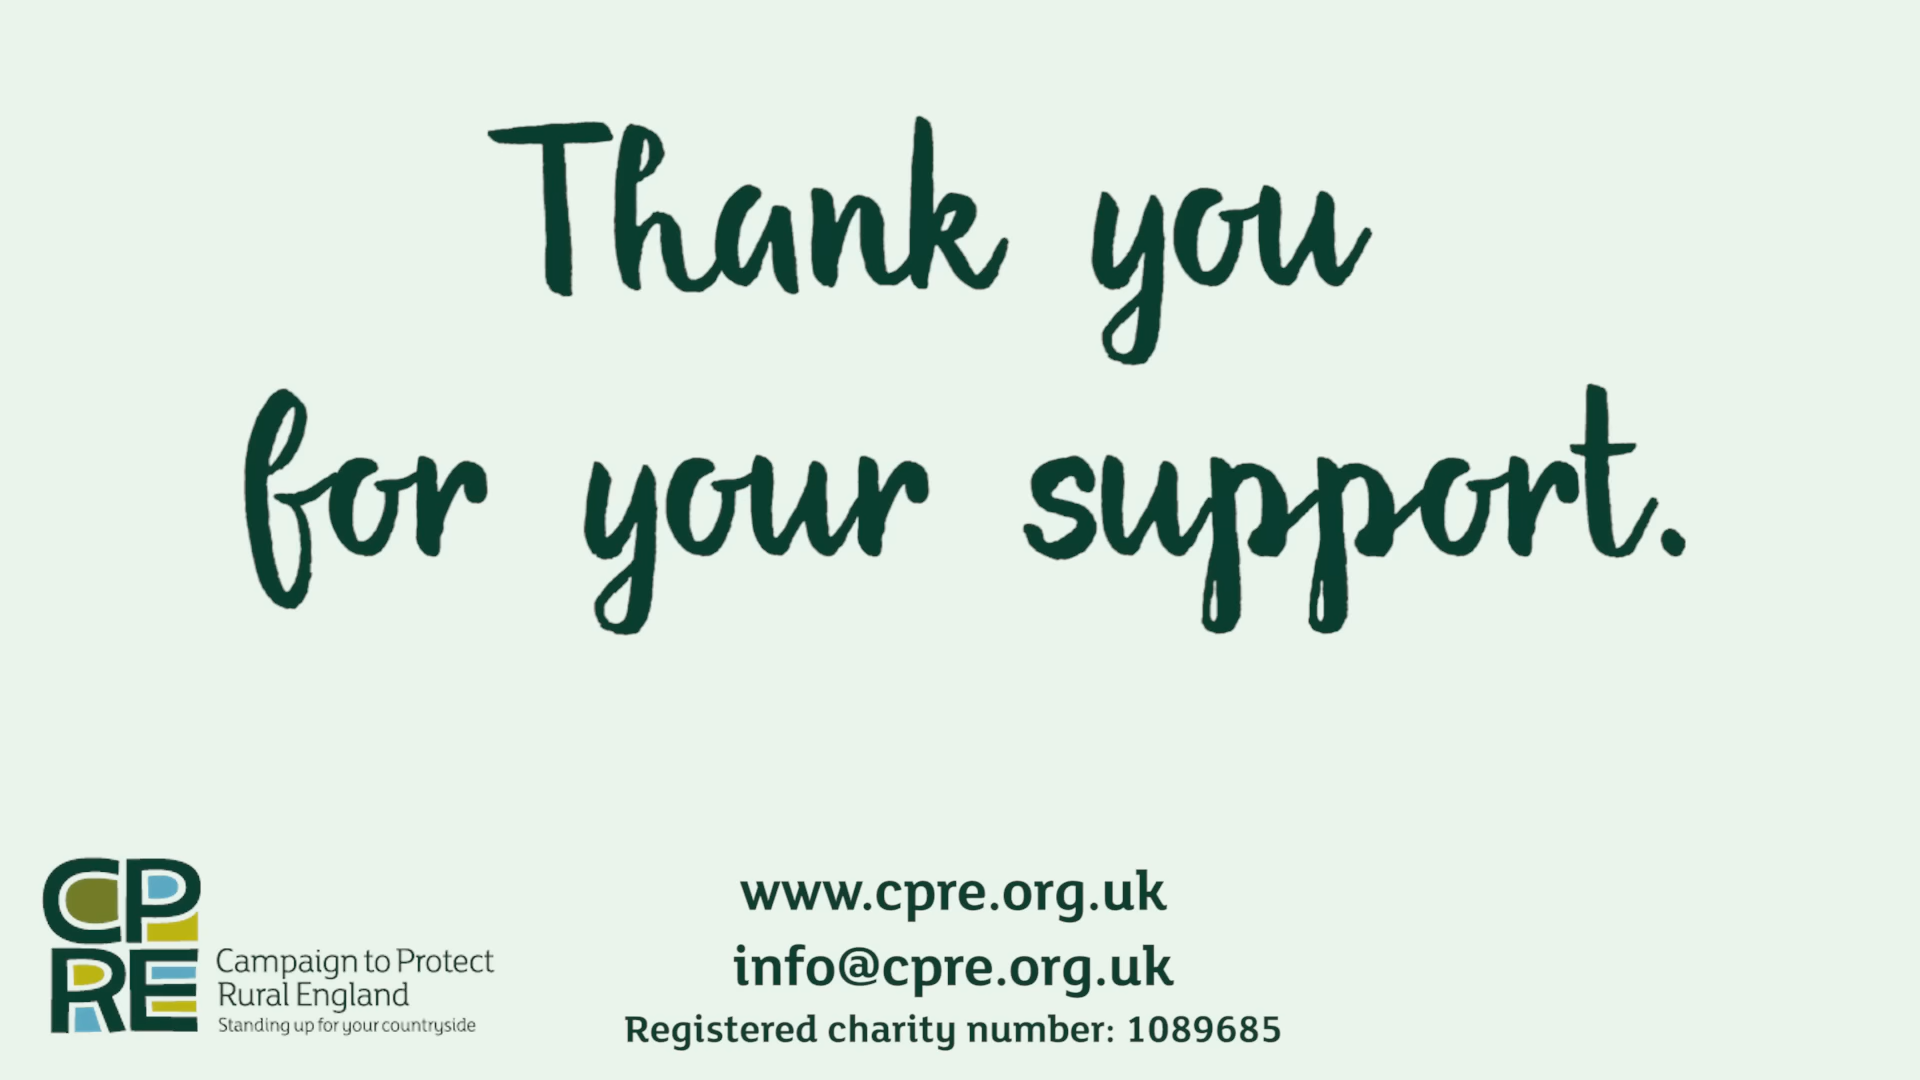 Thank you
for your support.
www.cpre.org.uk
info@cpre.org.uk
Registered charity number: 1089685
CP
RE
Campaign to Protect
Rural England
Standing up for your countryside